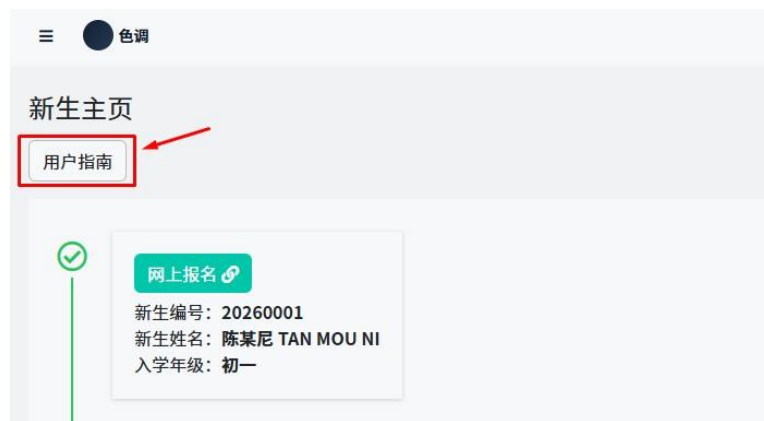 色调
新生主页
用户指南
网上报名
新生编号：20260001
新生姓名：陈某尼 TAN MOU NI
入学年级：初一